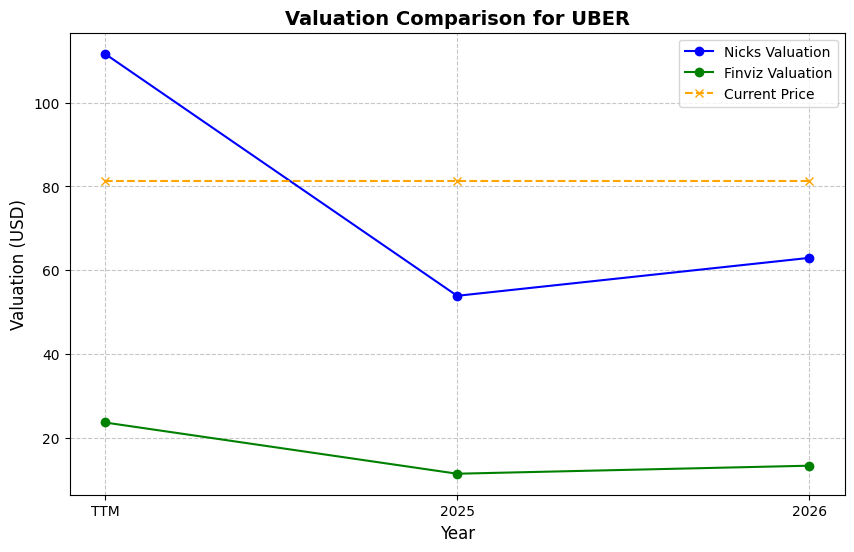 Valuation Comparison for UBER
Nicks Valuation
Finviz Valuation
Current Price
Valuation (USD)
100
80
60
40
20
TTM
2025
2026
Year